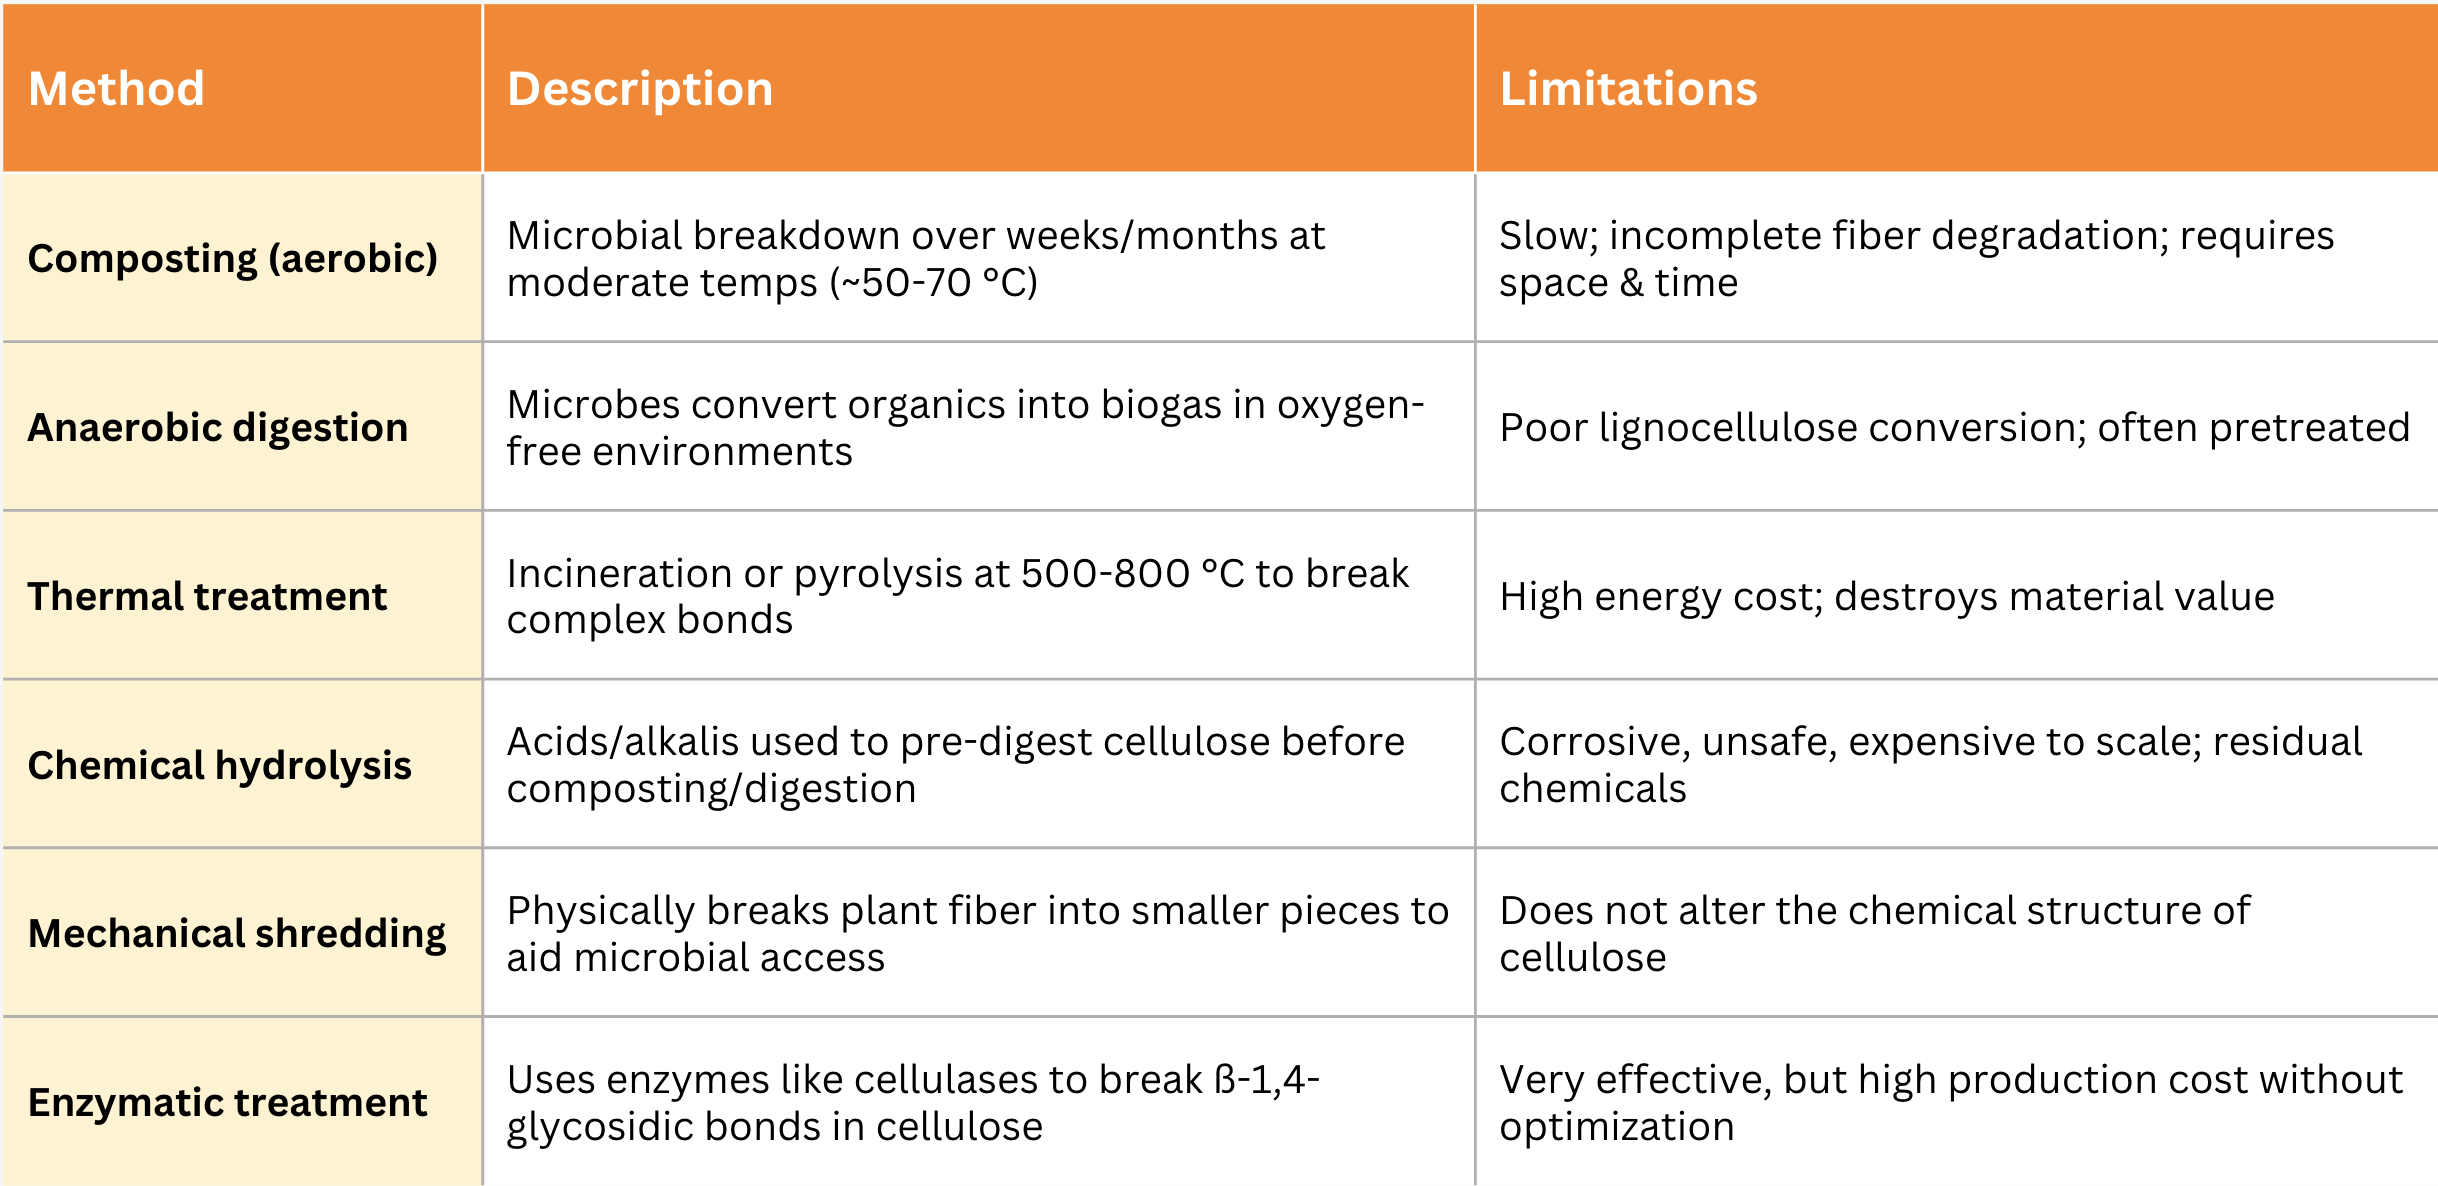 Method
Description
Limitations
Composting (aerobic)
Microbial breakdown over weeks/months at
moderate temps (~50-70 °C)
Slow; incomplete fiber degradation; requires
space & time
Anaerobic digestion
Microbes convert organics into biogas in oxygen-
free environments
Poor lignocellulose conversion; often pretreated
Thermal treatment
Incineration or pyrolysis at 500-800 °C to break
complex bonds
High energy cost; destroys material value
Chemical hydrolysis
Acids/alkalis used to pre-digest cellulose before
composting/digestion
Corrosive, unsafe, expensive to scale; residual
chemicals
Mechanical shredding
Physically breaks plant fiber into smaller pieces to
aid microbial access
Does not alter the chemical structure of
cellulose
Enzymatic treatment
Uses enzymes like cellulases to break ß-1,4-
glycosidic bonds in cellulose
Very effective, but high production cost without
optimization